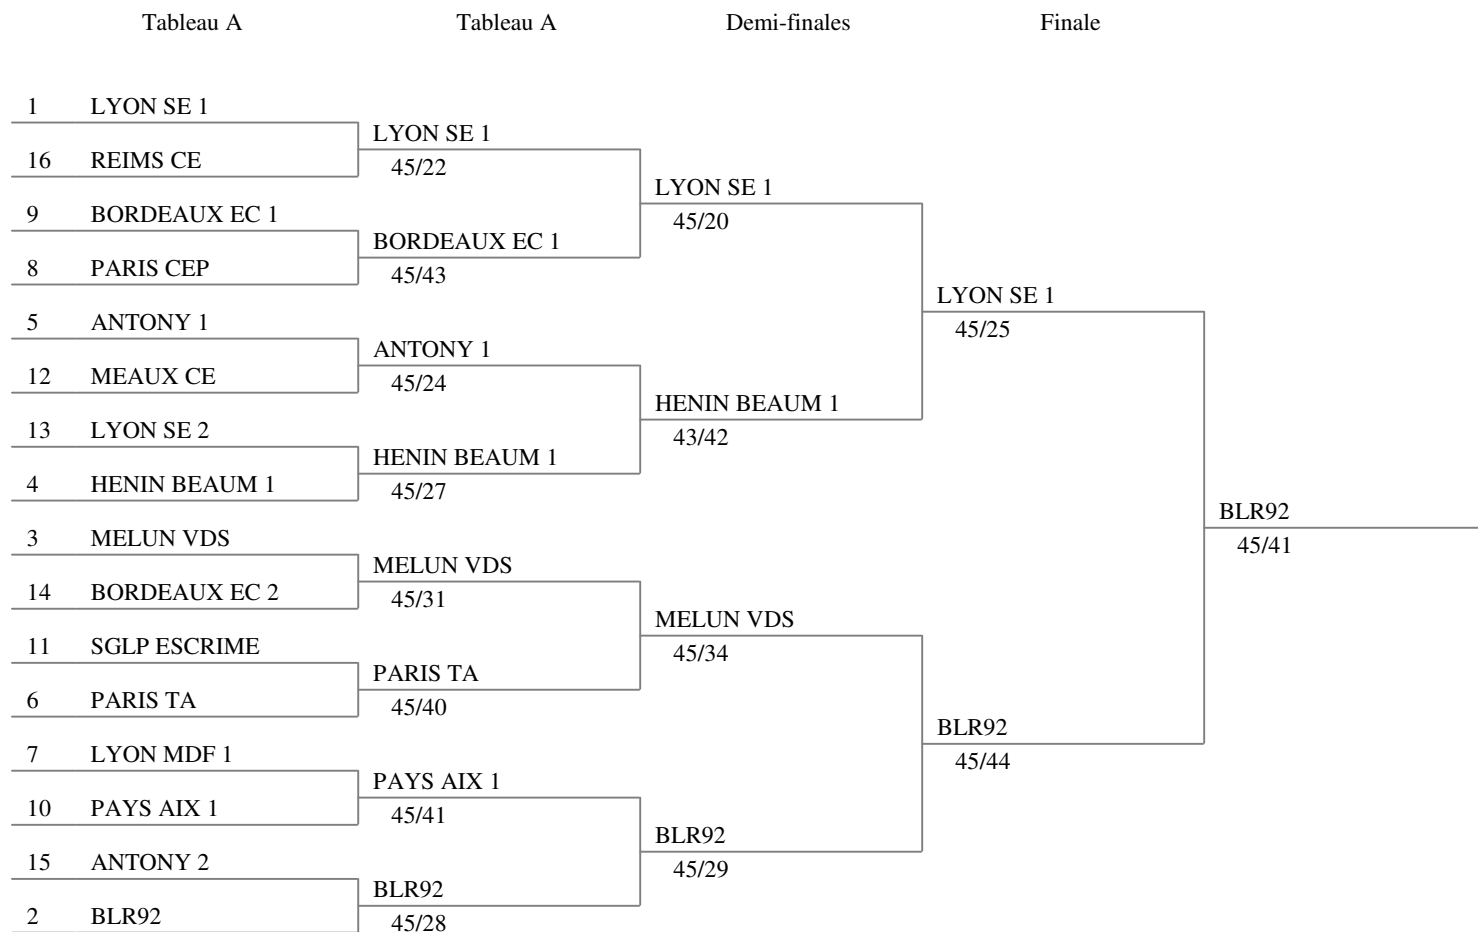 Tableau A Tableau A Demi-finales Finale
1 LYON SE 1
LYON SE 1
16 REIMS CE
45/22
LYON SE 1
9 BORDEAUX EC 1
45/20
BORDEAUX EC 1
8 PARIS CEP
45/43
LYON SE 1
5 ANTONY 1
45/25
ANTONY 1
12 MEAUX CE
45/24
HENIN BEAUM 1
13 LYON SE 2
43/42
HENIN BEAUM 1
4 HENIN BEAUM 1
45/27
BLR92
3 MELUN VDS
45/41
MELUN VDS
14 BORDEAUX EC 2
45/31
MELUN VDS
11 SGLP ESCRIME
45/34
PARIS TA
6 PARIS TA
45/40
BLR92
7 LYON MDF 1
45/44
PAYS AIX 1
10 PAYS AIX 1
45/41
BLR92
15 ANTONY 2
45/29
BLR92
2 BLR92
45/28